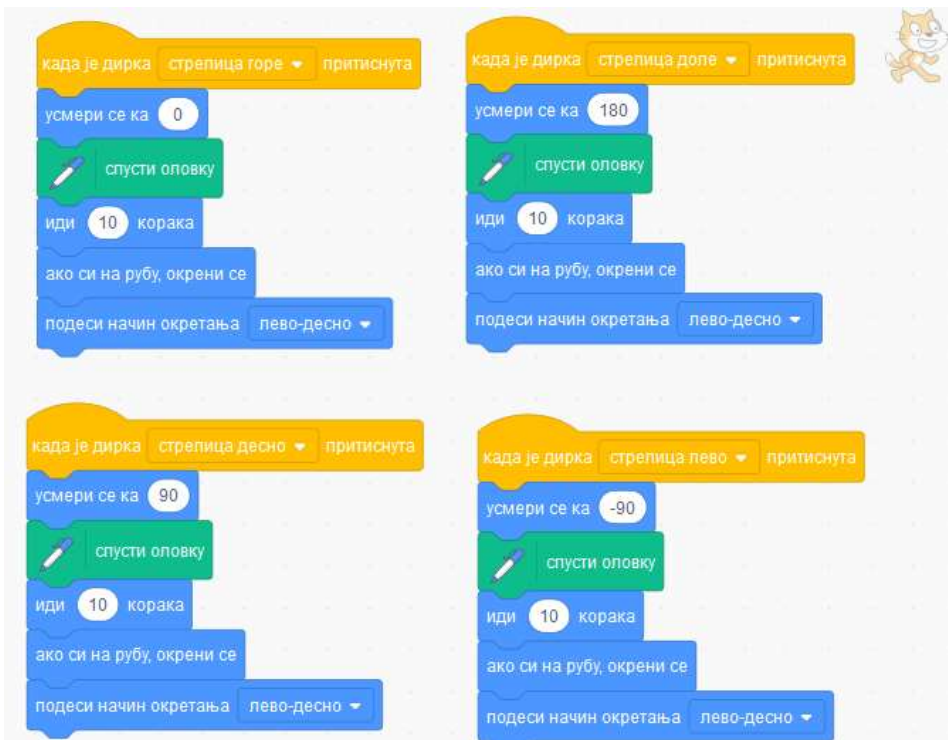 када је дирка стрелица горе притиснута
усмери се ка 0
спусти оловку
иди 10 корака
ако си на рубу, окрени се
подеси начин окретања лево-десно
када је дирка стрелица доле притиснута
усмери се ка 180
спусти оловку
иди 10 корака
ако си на рубу, окрени се
подеси начин окретања лево-десно
када је дирка стрелица десно притиснута
усмери се ка 90
спусти оловку
иди 10 корака
ако си на рубу, окрени се
подеси начин окретања лево-десно
када је дирка стрелица лево притиснута
усмери се ка -90
спусти оловку
иди 10 корака
ако си на рубу, окрени се
подеси начин окретања лево-десно